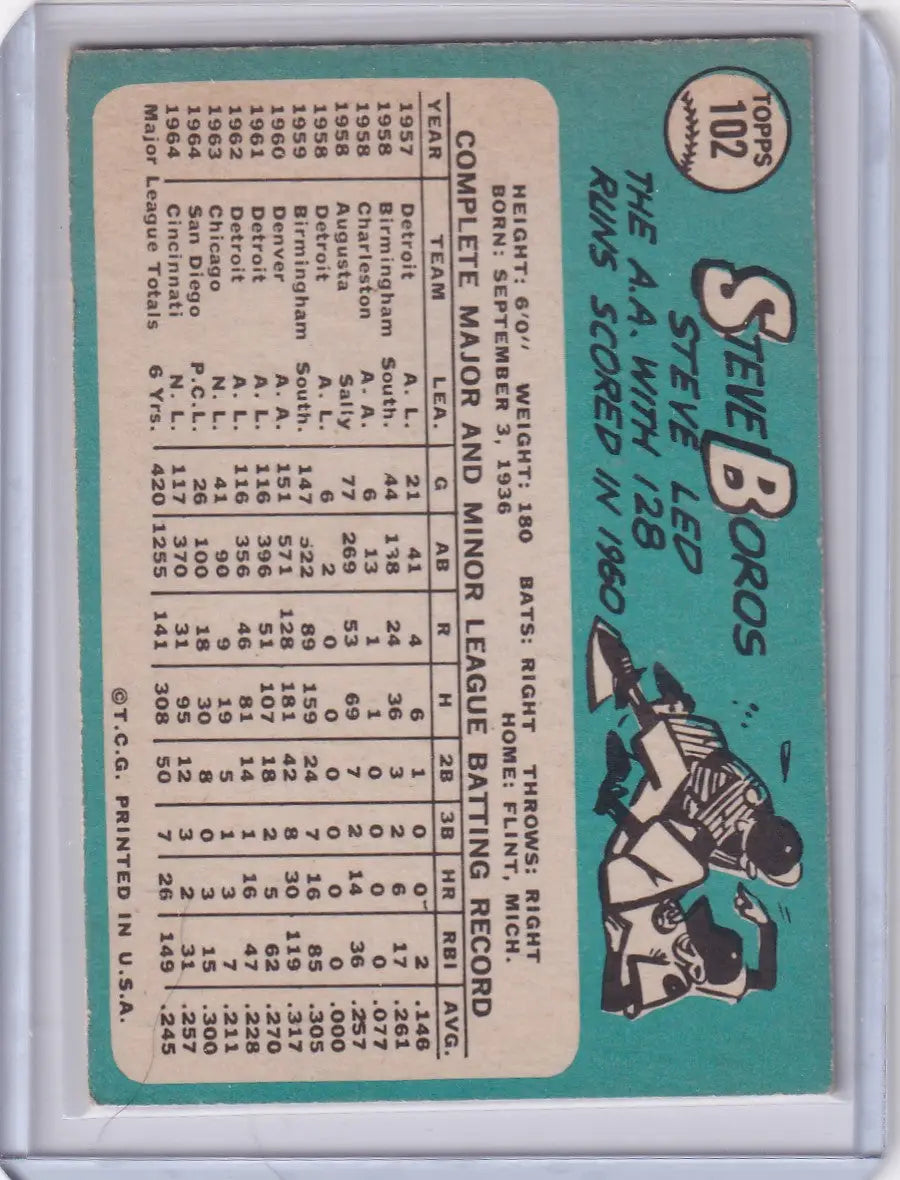 TOPPS
102
STEVE BOROS
STEVE LED
THE A.A. WITH 128
RUNS SCORED IN 1960
HEIGHT: 6'0" WEIGHT: 180 BATS: RIGHT THROWS: RIGHT
BORN: SEPTEMBER 3, 1936 HOME: FLINT, MICH.
COMPLETE MAJOR AND MINOR LEAGUE BATTING RECORD
YEAR TEAM LEA. G AB R H 2B 3B HR RBI AVG.
1957 Detroit A. L. 21 41 4 6 1 0 0 2 .146
1958 Birmingham South. 44 138 24 36 3 2 6 17 .261
1958 Charleston A. A. 6 13 1 1 0 0 0 0 .077
1958 Augusta Sally 77 269 53 69 7 2 14 36 .257
1958 Detroit A. L. 6 2 0 0 0 0 0 0 .000
1959 Birmingham South. 147 522 89 159 24 7 16 85 .305
1960 Denver A. A. 151 571 128 181 42 8 30 119 .317
1961 Detroit A. L. 116 396 51 107 18 2 5 62 .270
1962 Detroit A. L. 116 356 46 81 14 1 16 47 .228
1963 Chicago N. L. 41 90 9 19 5 1 3 7 .211
1964 San Diego P.C.L. 26 100 18 30 8 0 3 15 .300
1964 Cincinnati N. L. 117 370 31 95 12 3 2 31 .257
Major League Totals 6 Yrs. 420 1255 141 308 50 7 26 149 .245
©T.C.G. PRINTED IN U.S.A.